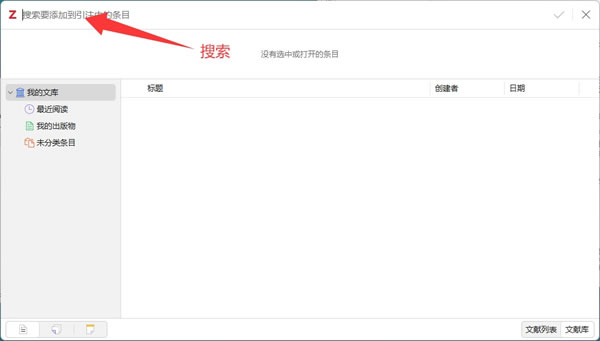 Z 搜索要添加到引注中的条目
搜索
没有选中或打开的条目
标题 创建者 日期
我的文库
最近阅读
我的出版物
未分类条目
文献列表 文献库